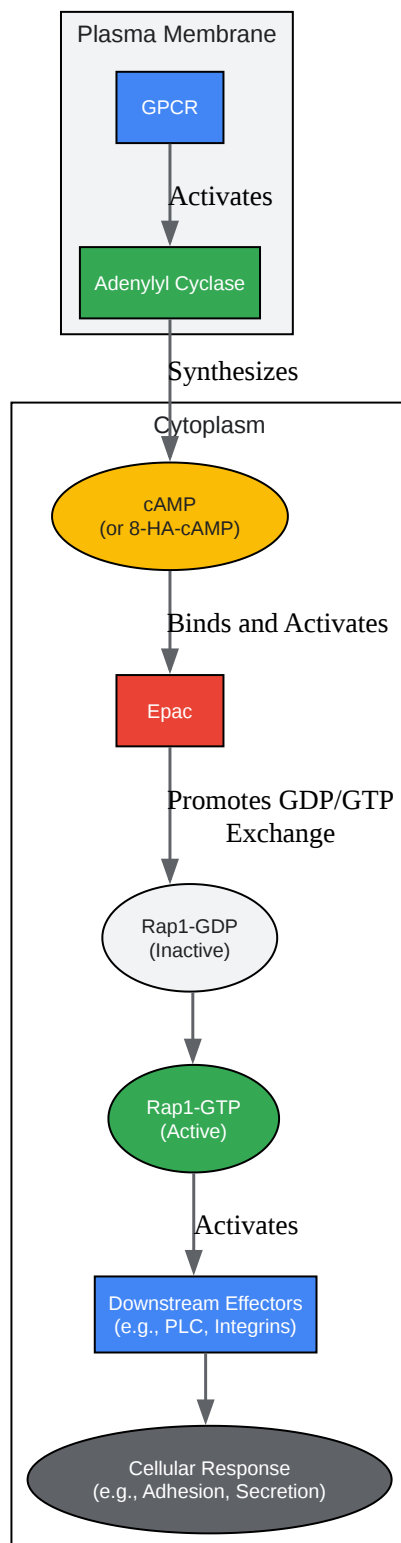 Plasma Membrane
GPCR
Activates
Adenylyl Cyclase
Synthesizes
Cytoplasm
cAMP
(or 8-HA-cAMP)
Binds and Activates
Epac
Promotes GDP/GTP
Exchange
Rap1-GDP
(Inactive)
Rap1-GTP
(Active)
Activates
Downstream Effectors
(e.g., PLC, Integrins)
Cellular Response
(e.g., Adhesion, Secretion)